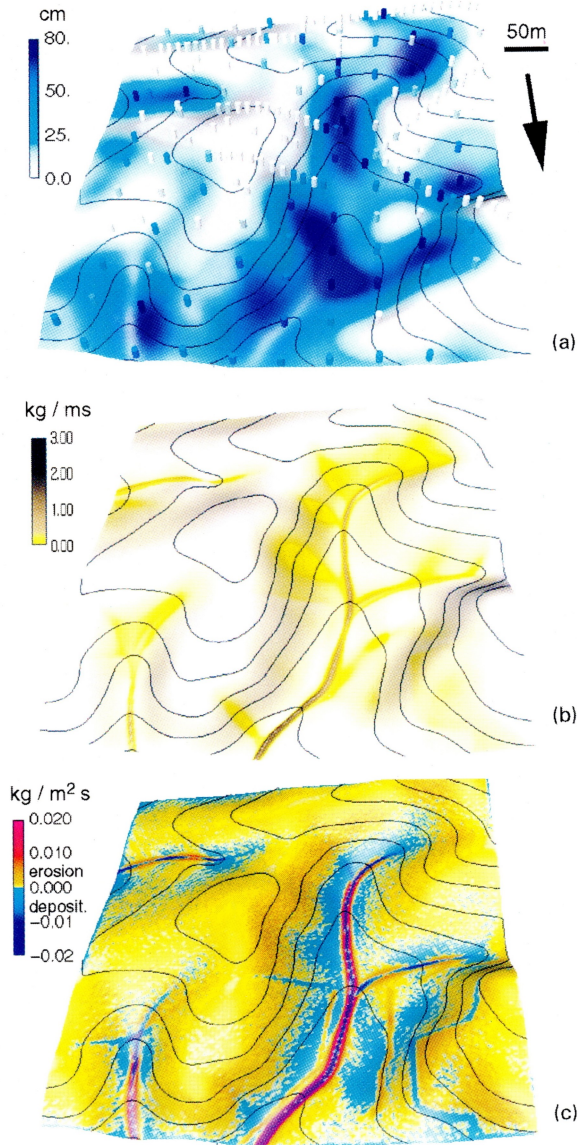 cm
80.
50.
25.
0.0
50m
(a)
kg / ms
3.00
2.00
1.00
0.00
(b)
kg / m² s
0.020
0.010
erosion
0.000
deposit.
-0.01
-0.02
(c)